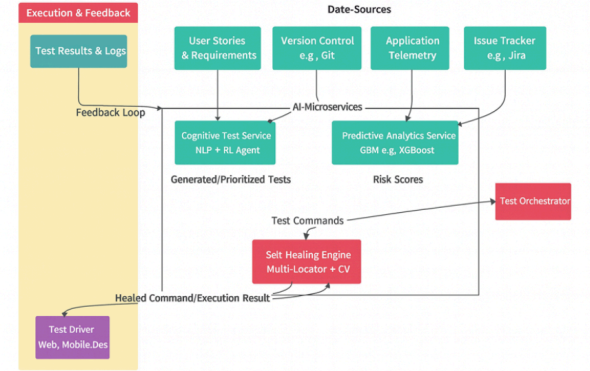 Execution & Feedback
Date-Sources
Test Results & Logs
User Stories
& Requirements
Version Control
e.g, Git
Application
Telemetry
Issue Tracker
e.g, Jira
Feedback Loop
AI-Microservices
Cognitive Test Service
NLP + RL Agent
Predictive Analytics Service
GBM e.g, XGBoost
Generated/Prioritized Tests
Risk Scores
Test Orchestrator
Test Commands
Selt Healing Engine
Multi-Locator + CV
Healed Command/Execution Result
Test Driver
Web, Mobile.Des